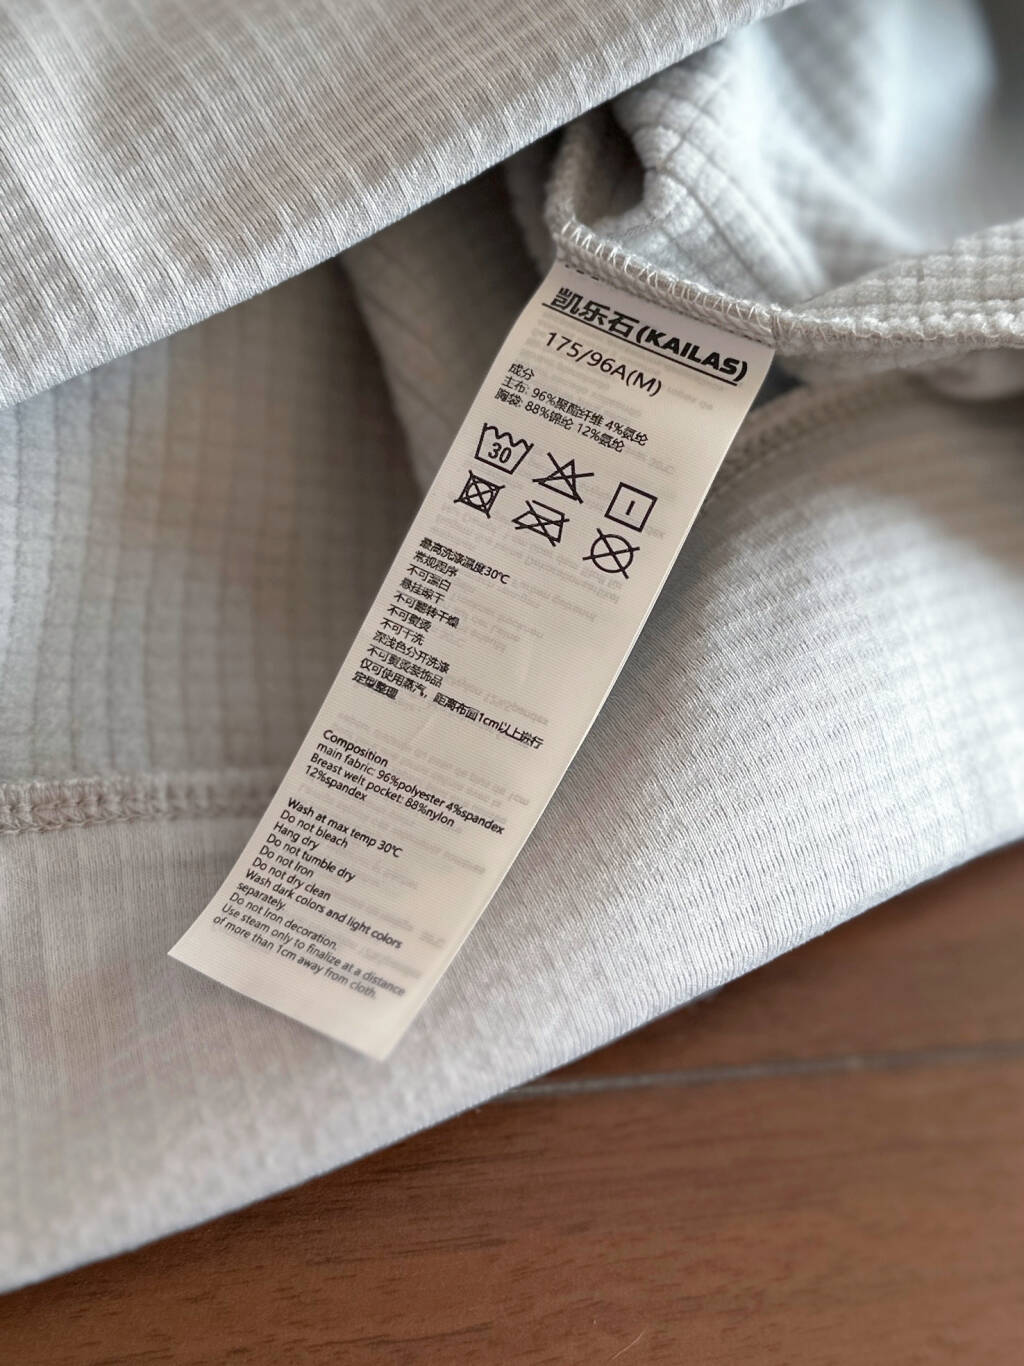 凯乐石(KAILAS)
175/96A(M)
成分
主布: 96%聚酯纤维 4%氨纶
胸袋: 88%锦纶 12%氨纶
30
最高洗涤温度30℃
常规程序
不可漂白
悬挂晾干
不可翻转干燥
不可熨烫
不可干洗
深浅色分开洗涤
不可熨烫装饰品
仅可使用蒸汽，距离布面1cm以上进行
定型整理
Composition
main fabric: 96%polyester 4%spandex
Breast welt pocket: 88%nylon
12%spandex
Wash at max temp 30℃
Do not bleach
Hang dry
Do not tumble dry
Do not Iron
Do not dry clean
Wash dark colors and light colors
separately.
Do not Iron decoration.
Use steam only to finalize at a distance
of more than 1cm away from cloth.